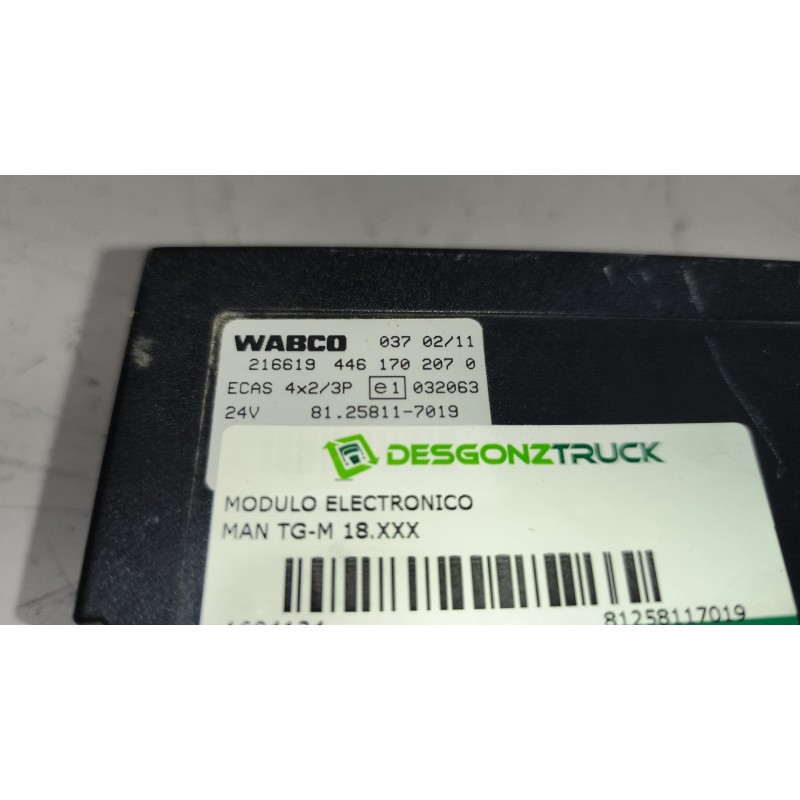 WABCO 037 02/11
216619 446 170 207 0
ECAS 4x2/3P e1 032063
24V 81.25811-7019
DESGONZTRUCK
MODULO ELECTRONICO
MAN TG-M 18.XXX
81258117019